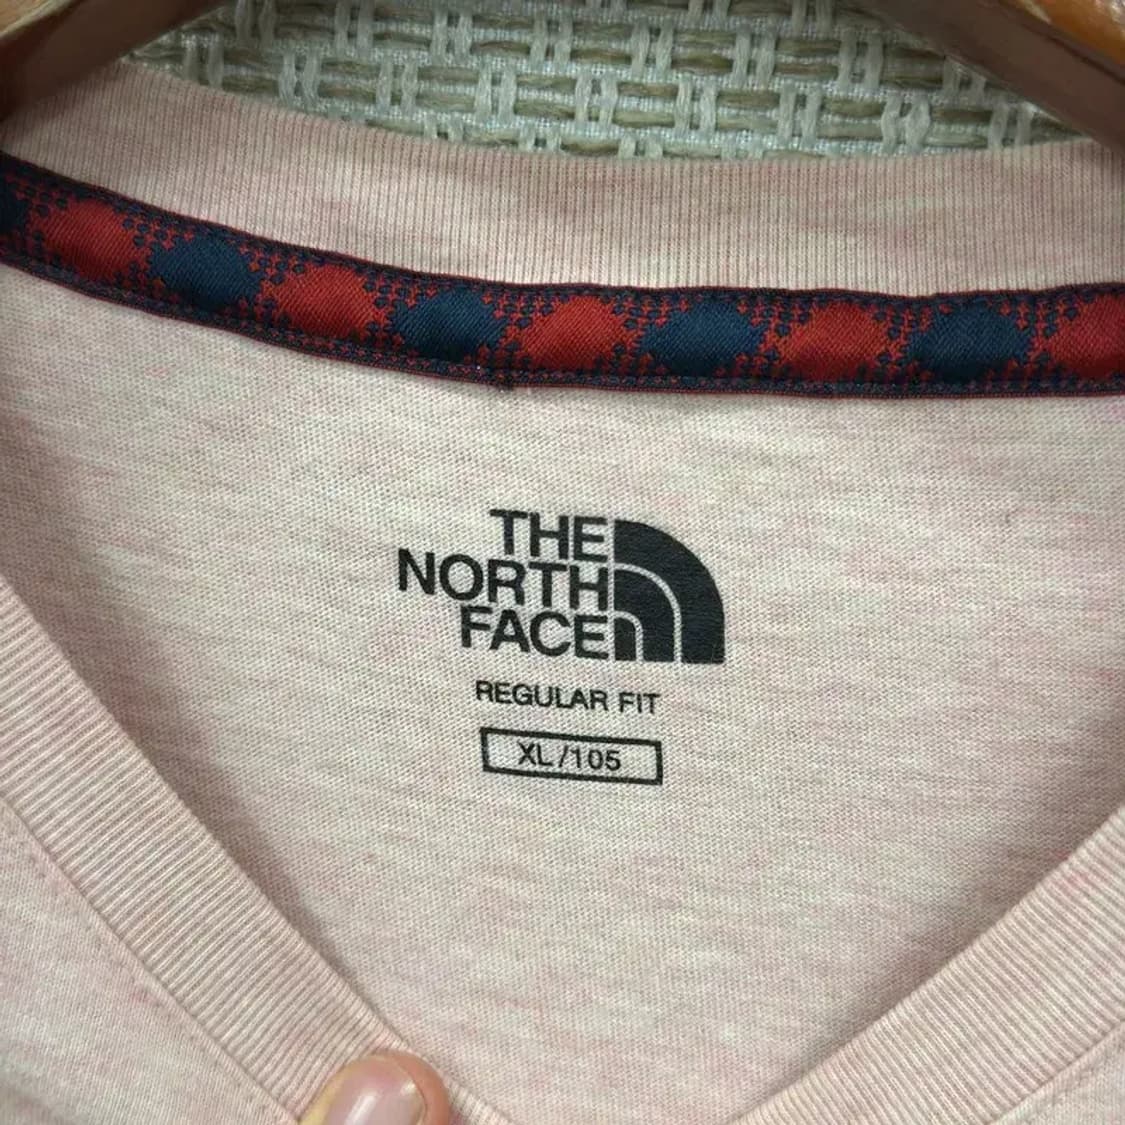 THE
NORTH
FACE
REGULAR FIT
XL/105